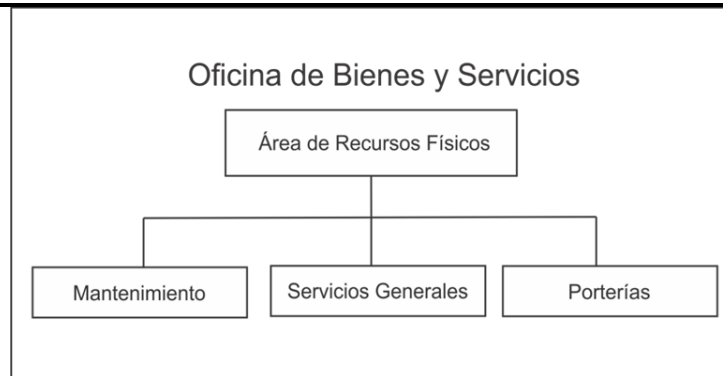 Oficina de Bienes y Servicios
Área de Recursos Físicos
Mantenimiento
Servicios Generales
Porterías